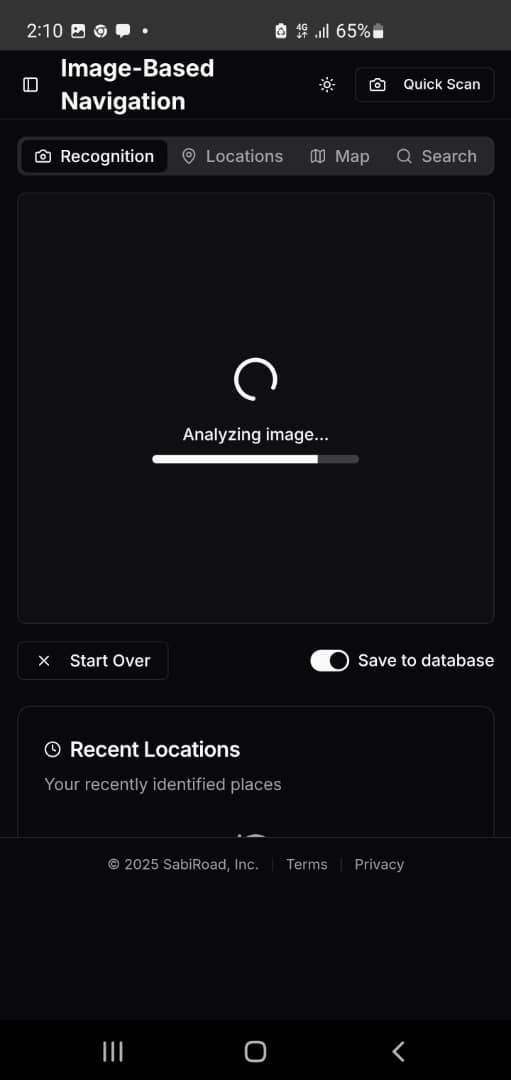 2:10 4G 65%
Image-Based
Navigation
Quick Scan
Recognition Locations Map Search
Analyzing image...
Start Over Save to database
Recent Locations
Your recently identified places
© 2025 SabiRoad, Inc. Terms Privacy